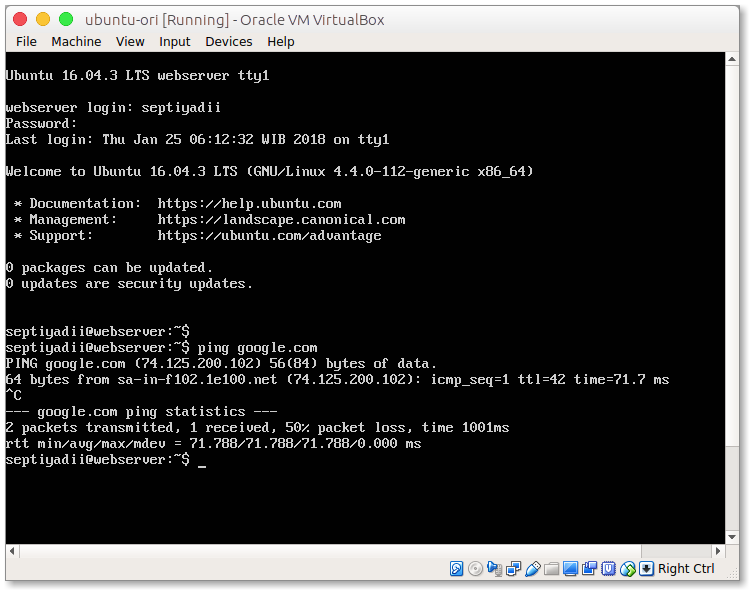 ubuntu-ori [Running] - Oracle VM VirtualBox
File Machine View Input Devices Help
Ubuntu 16.04.3 LTS webserver tty1
webserver login: septiyadii
Password:
Last login: Thu Jan 25 06:12:32 WIB 2018 on tty1
Welcome to Ubuntu 16.04.3 LTS (GNU/Linux 4.4.0-112-generic x86_64)
* Documentation:  https://help.ubuntu.com
* Management:     https://landscape.canonical.com
* Support:        https://ubuntu.com/advantage
0 packages can be updated.
0 updates are security updates.
septiyadii@webserver:~$
septiyadii@webserver:~$ ping google.com
PING google.com (74.125.200.102) 56(84) bytes of data.
64 bytes from sa-in-f102.1e100.net (74.125.200.102): icmp_seq=1 ttl=42 time=71.7 ms
^C
--- google.com ping statistics ---
2 packets transmitted, 1 received, 50% packet loss, time 1001ms
rtt min/avg/max/mdev = 71.788/71.788/71.788/0.000 ms
septiyadii@webserver:~$ _
Right Ctrl